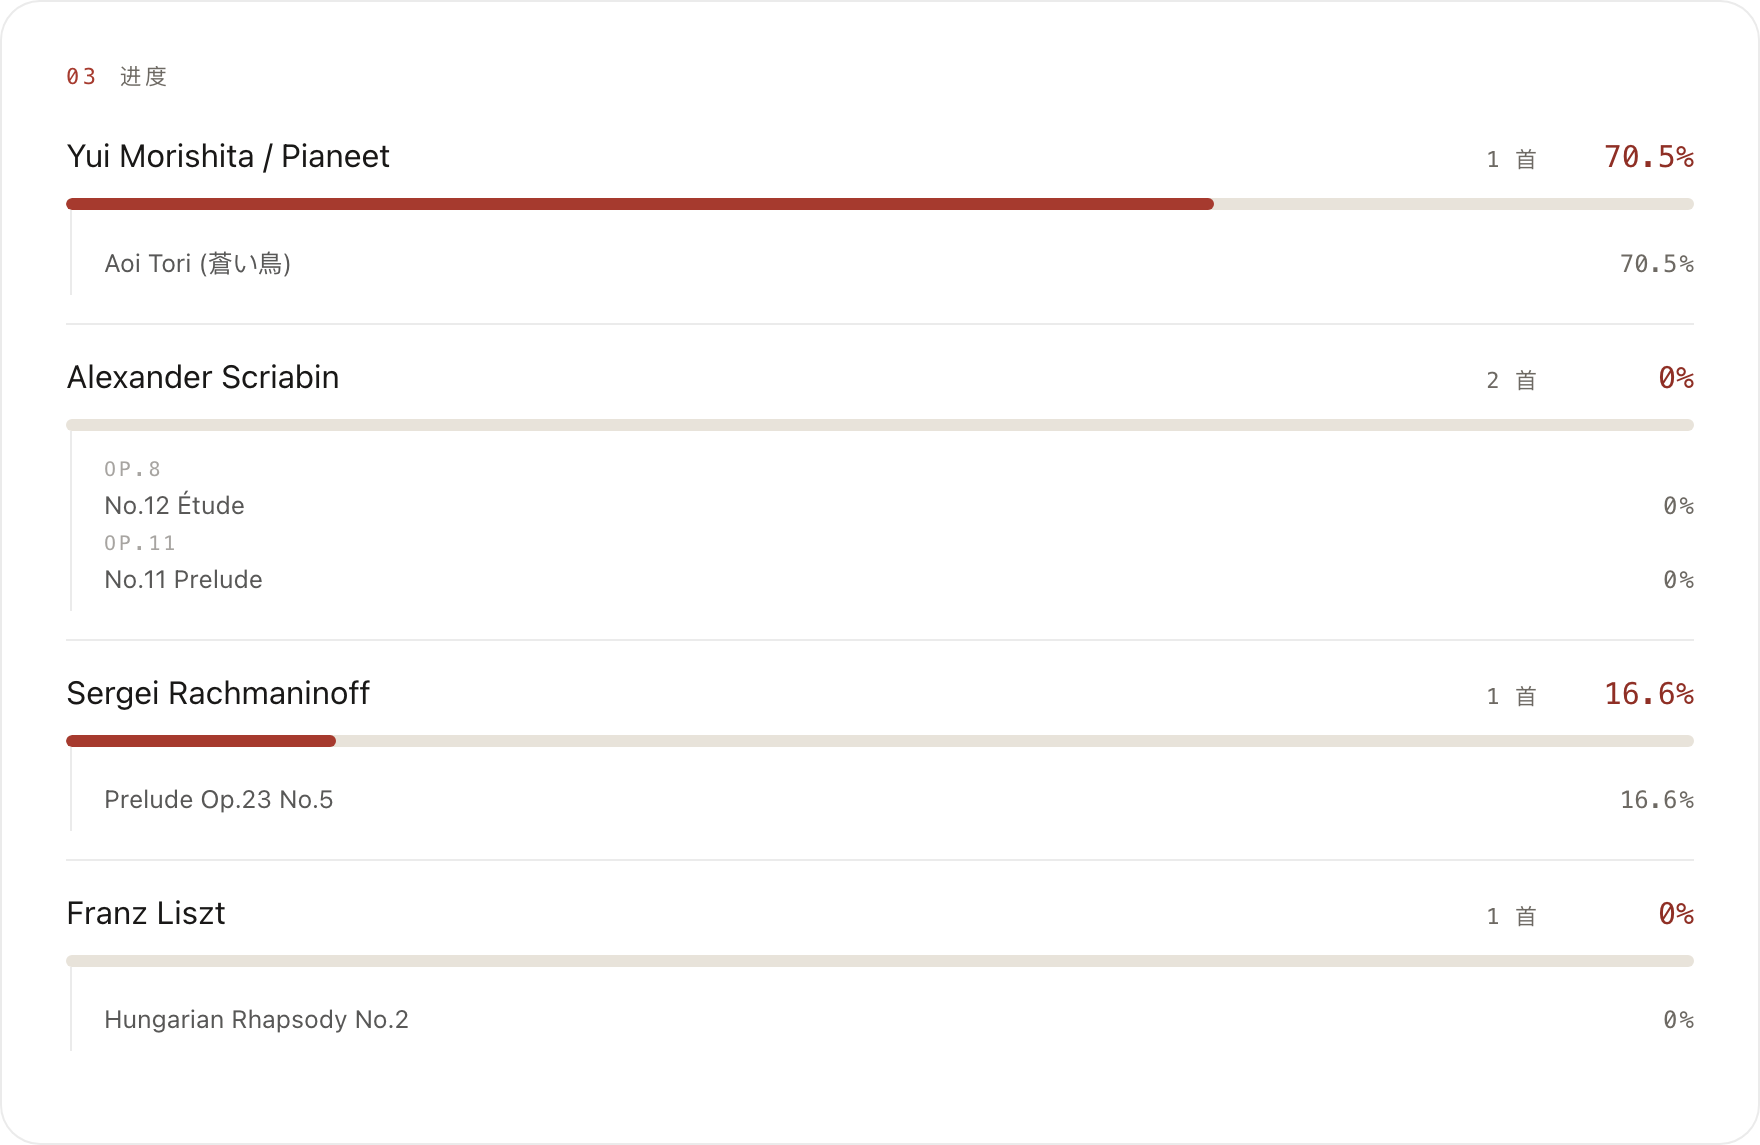 03 进度
Yui Morishita / Pianeet 1 首 70.5%
Aoi Tori (蒼い鳥) 70.5%
Alexander Scriabin 2 首 0%
OP.8
No.12 Étude 0%
OP.11
No.11 Prelude 0%
Sergei Rachmaninoff 1 首 16.6%
Prelude Op.23 No.5 16.6%
Franz Liszt 1 首 0%
Hungarian Rhapsody No.2 0%